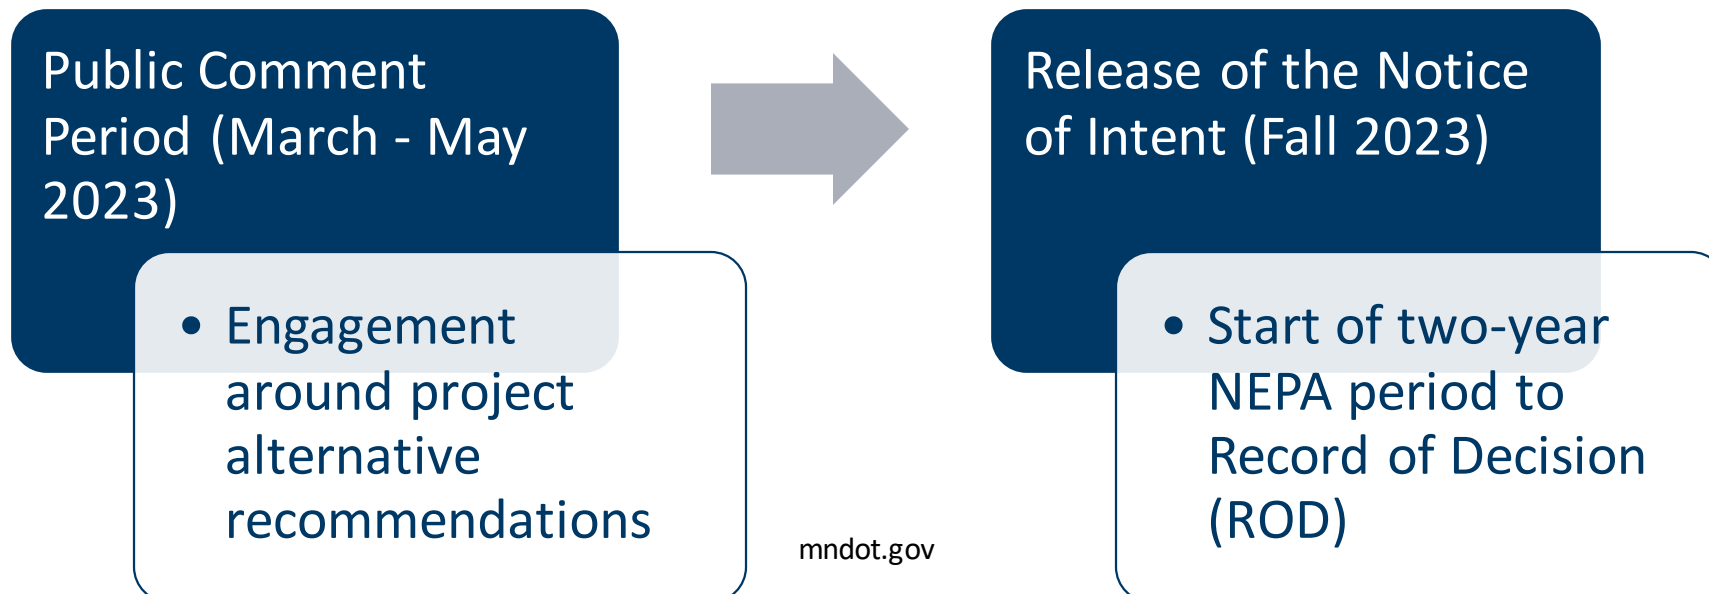 Public Comment
Period (March - May
2023)
• Engagement
around project
alternative
recommendations
Release of the Notice
of Intent (Fall 2023)
• Start of two-year
NEPA period to
Record of Decision
(ROD)
mndot.gov